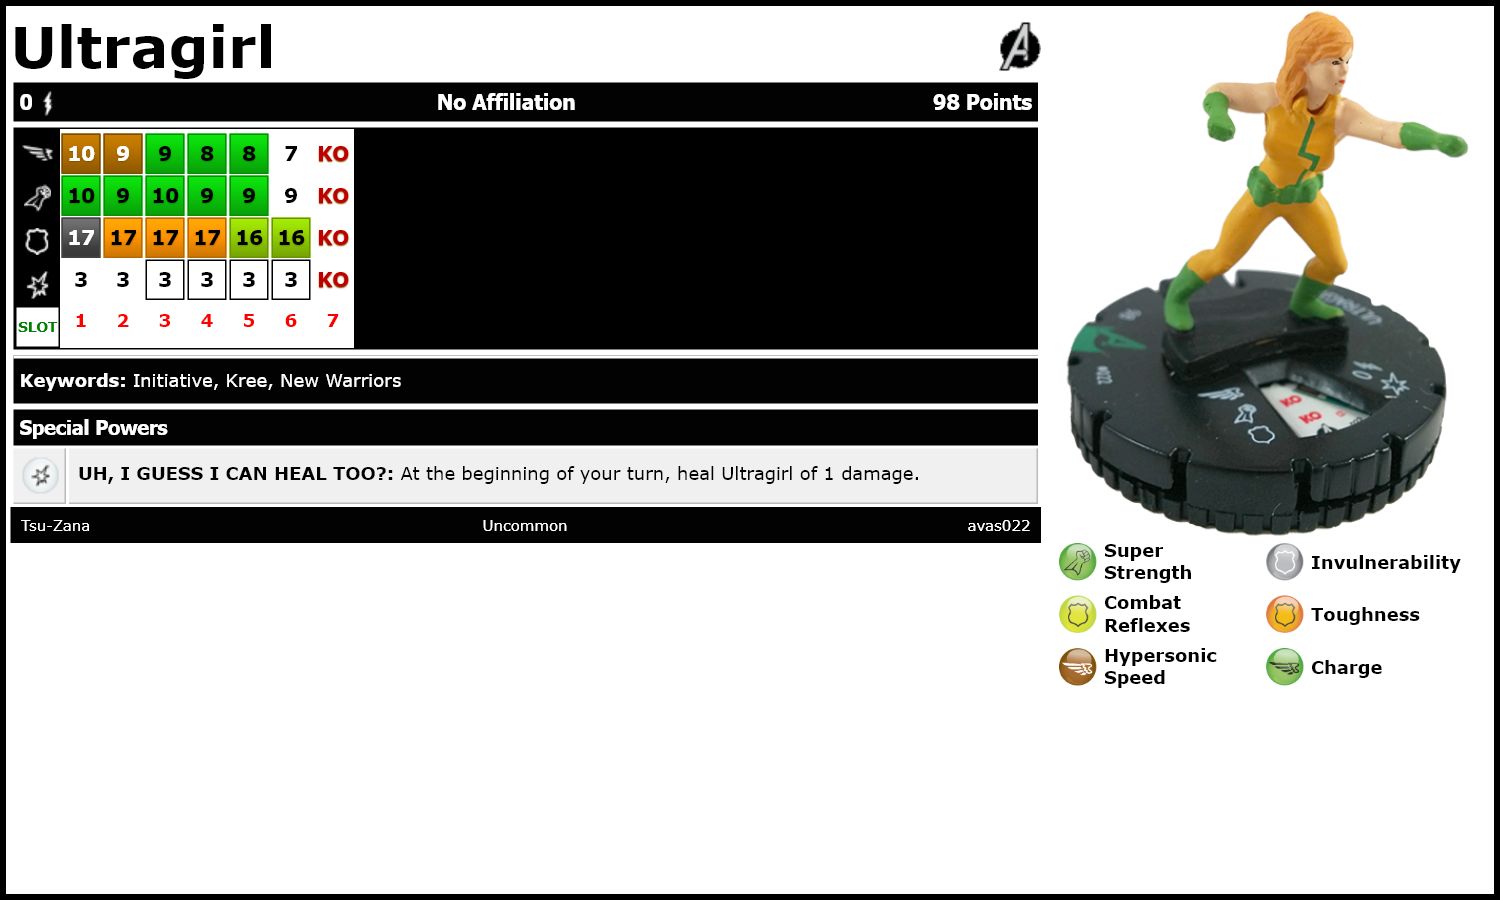 Ultragirl
0 No Affiliation 98 Points
10 9 9 8 8 7 KO
10 9 10 9 9 9 KO
17 17 17 17 16 16 KO
3 3 3 3 3 3 KO
SLOT 1 2 3 4 5 6 7
Keywords: Initiative, Kree, New Warriors
Special Powers
UH, I GUESS I CAN HEAL TOO?: At the beginning of your turn, heal Ultragirl of 1 damage.
Tsu-Zana Uncommon avas022
#022
0
KO
KO
Super
Strength
Invulnerability
Combat
Reflexes
Toughness
Hypersonic
Speed
Charge